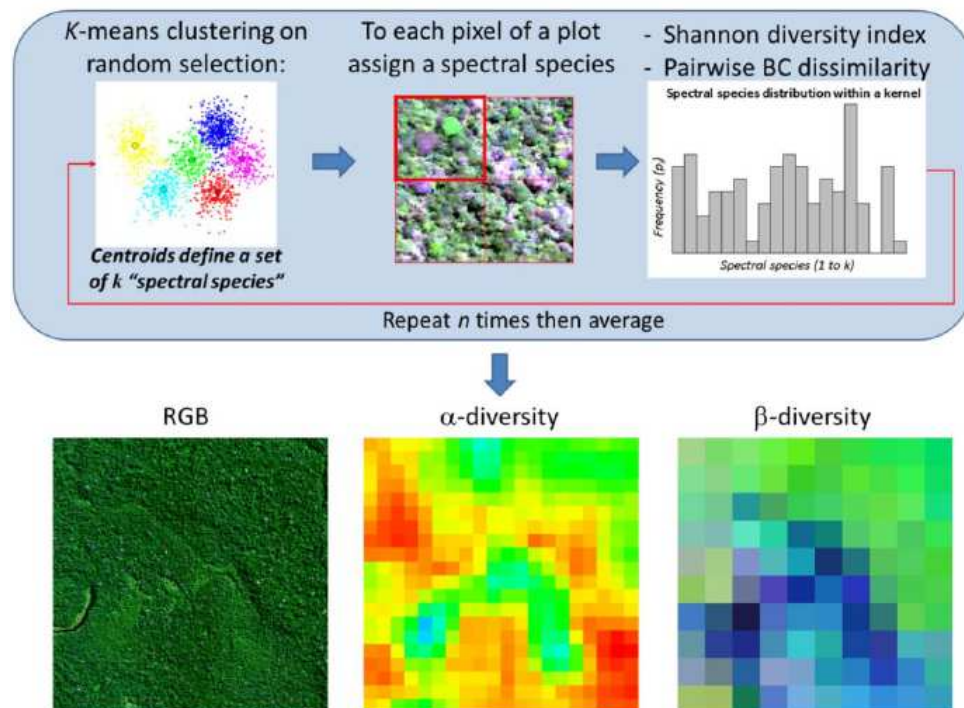 K-means clustering on
random selection:
Centroids define a set
of k "spectral species"
To each pixel of a plot
assign a spectral species
- Shannon diversity index
- Pairwise BC dissimilarity
Spectral species distribution within a kernel
Frequency (pᵢ)
Spectral species (1 to k)
Repeat n times then average
RGB
α-diversity
β-diversity